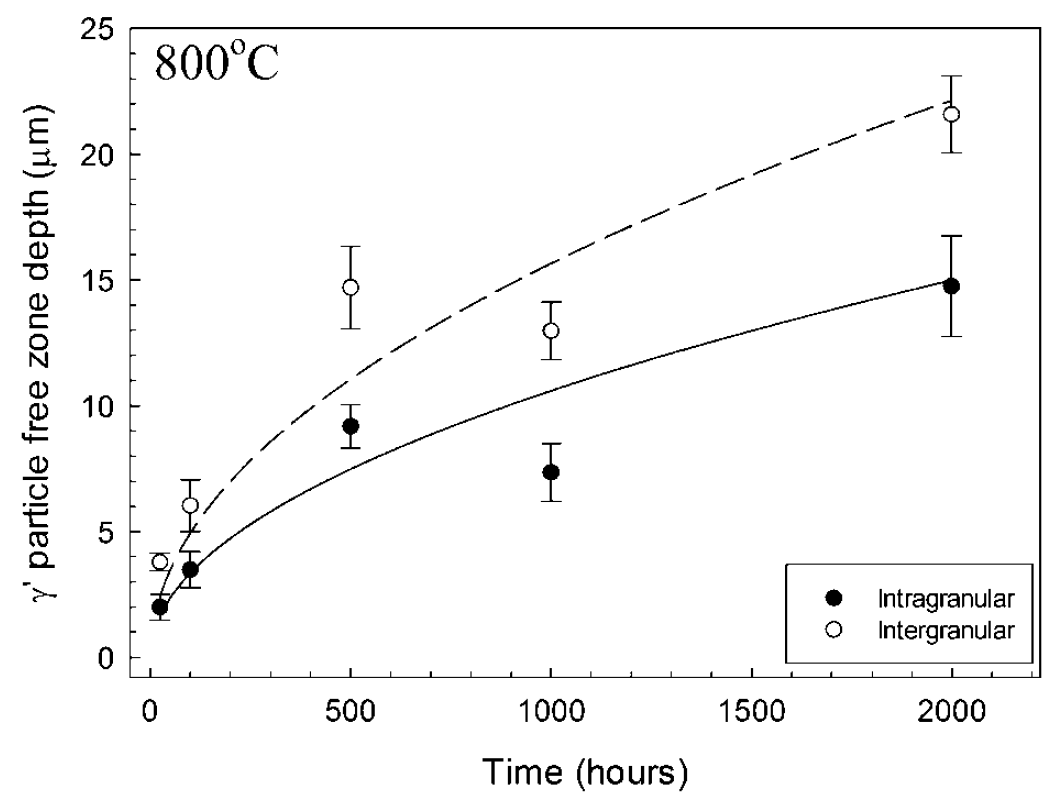 25
800°C
20
15
10
5
0
γ' particle free zone depth (μm)
Intragranular
Intergranular
0 500 1000 1500 2000
Time (hours)